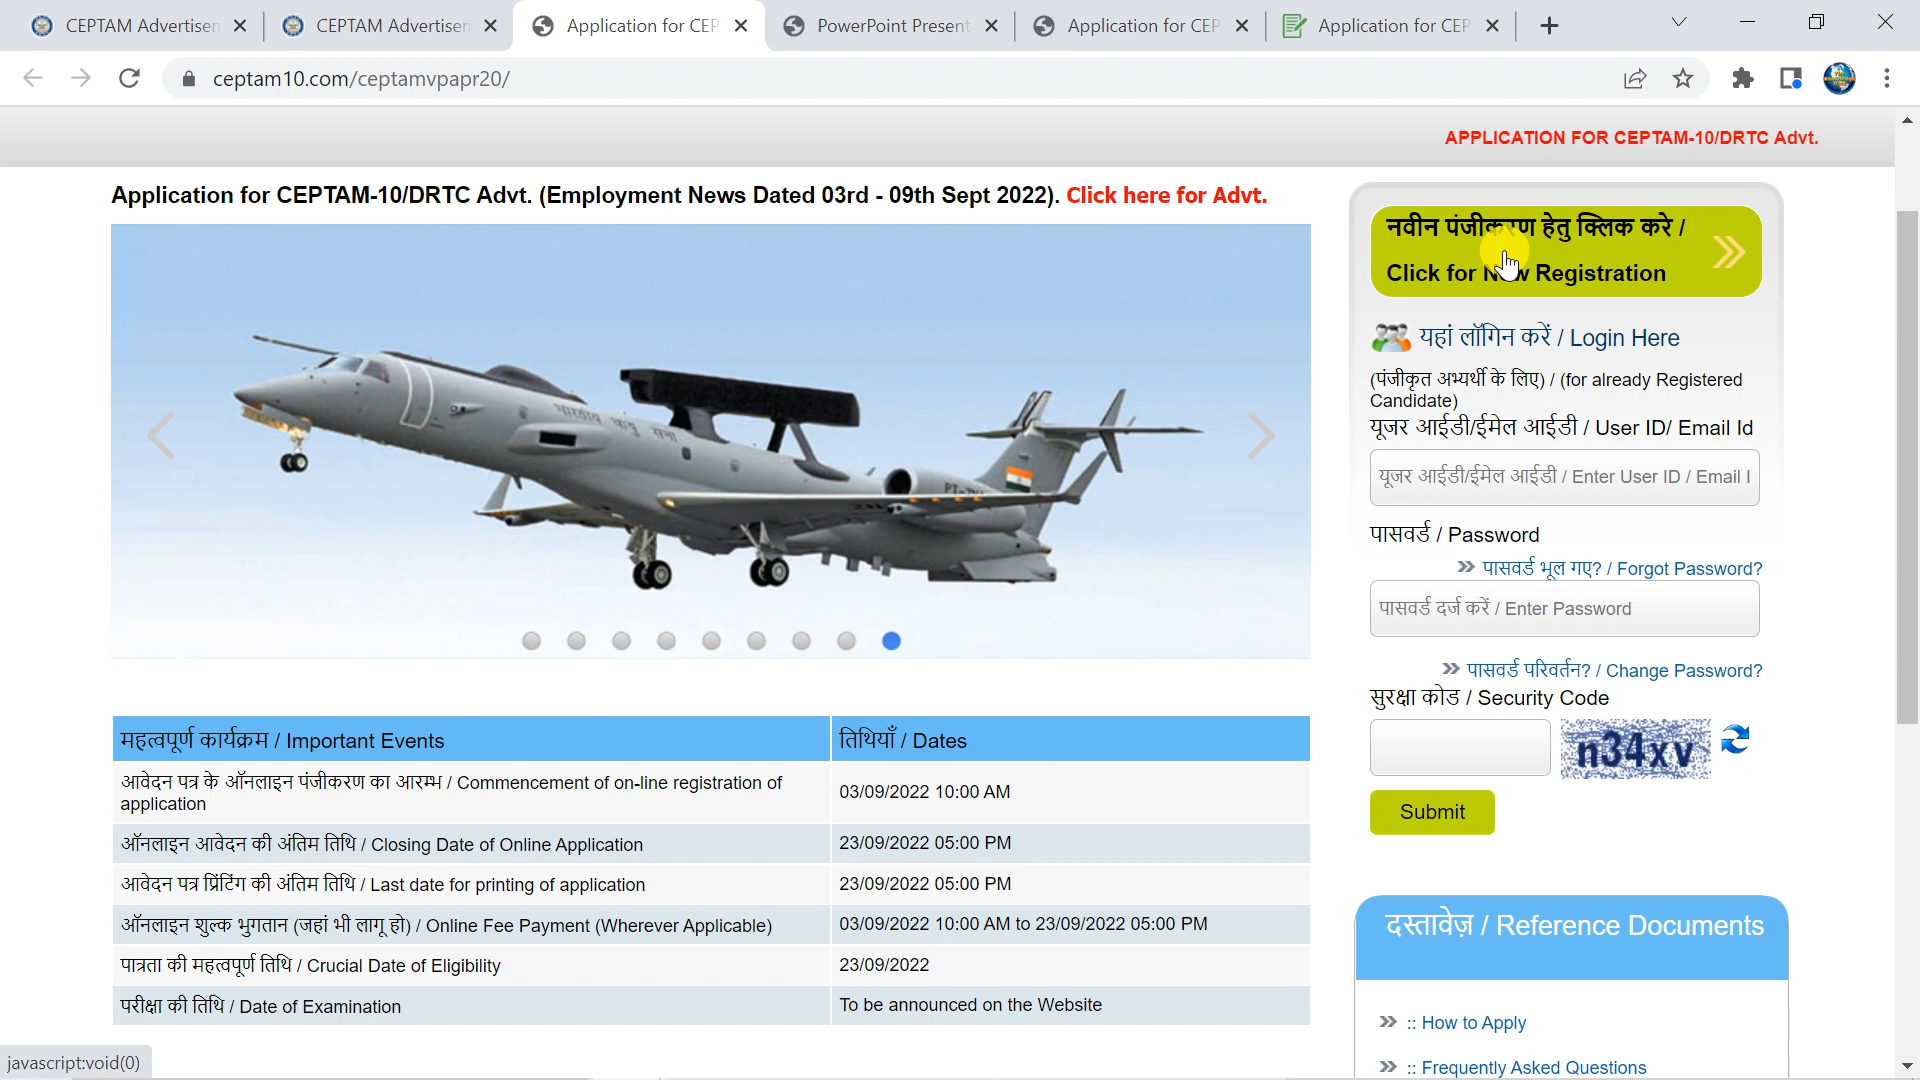 CEPTAM Advertisen
CEPTAM Advertisen
Application for CEP
PowerPoint Present
Application for CEP
Application for CEP
ceptam10.com/ceptamvpapr20/
APPLICATION FOR CEPTAM-10/DRTC Advt.
Application for CEPTAM-10/DRTC Advt. (Employment News Dated 03rd - 09th Sept 2022). Click here for Advt.
नवीन पंजीकरण हेतु क्लिक करे /
Click for New Registration
यहां लॉगिन करें / Login Here
(पंजीकृत अभ्यर्थी के लिए) / (for already Registered
Candidate)
यूजर आईडी/ईमेल आईडी / User ID/ Email Id
यूजर आईडी/ईमेल आईडी / Enter User ID / Email I
पासवर्ड / Password
पासवर्ड भूल गए? / Forgot Password?
पासवर्ड दर्ज करें / Enter Password
पासवर्ड परिवर्तन? / Change Password?
सुरक्षा कोड / Security Code
n34xv
Submit
भारतीय वायु सेना
महत्वपूर्ण कार्यक्रम / Important Events
तिथियाँ / Dates
आवेदन पत्र के ऑनलाइन पंजीकरण का आरम्भ / Commencement of on-line registration of
application
03/09/2022 10:00 AM
ऑनलाइन आवेदन की अंतिम तिथि / Closing Date of Online Application
23/09/2022 05:00 PM
आवेदन पत्र प्रिंटिंग की अंतिम तिथि / Last date for printing of application
23/09/2022 05:00 PM
ऑनलाइन शुल्क भुगतान (जहां भी लागू हो) / Online Fee Payment (Wherever Applicable)
03/09/2022 10:00 AM to 23/09/2022 05:00 PM
पात्रता की महत्वपूर्ण तिथि / Crucial Date of Eligibility
23/09/2022
परीक्षा की तिथि / Date of Examination
To be announced on the Website
दस्तावेज़ / Reference Documents
:: How to Apply
:: Frequently Asked Questions
javascript:void(0)